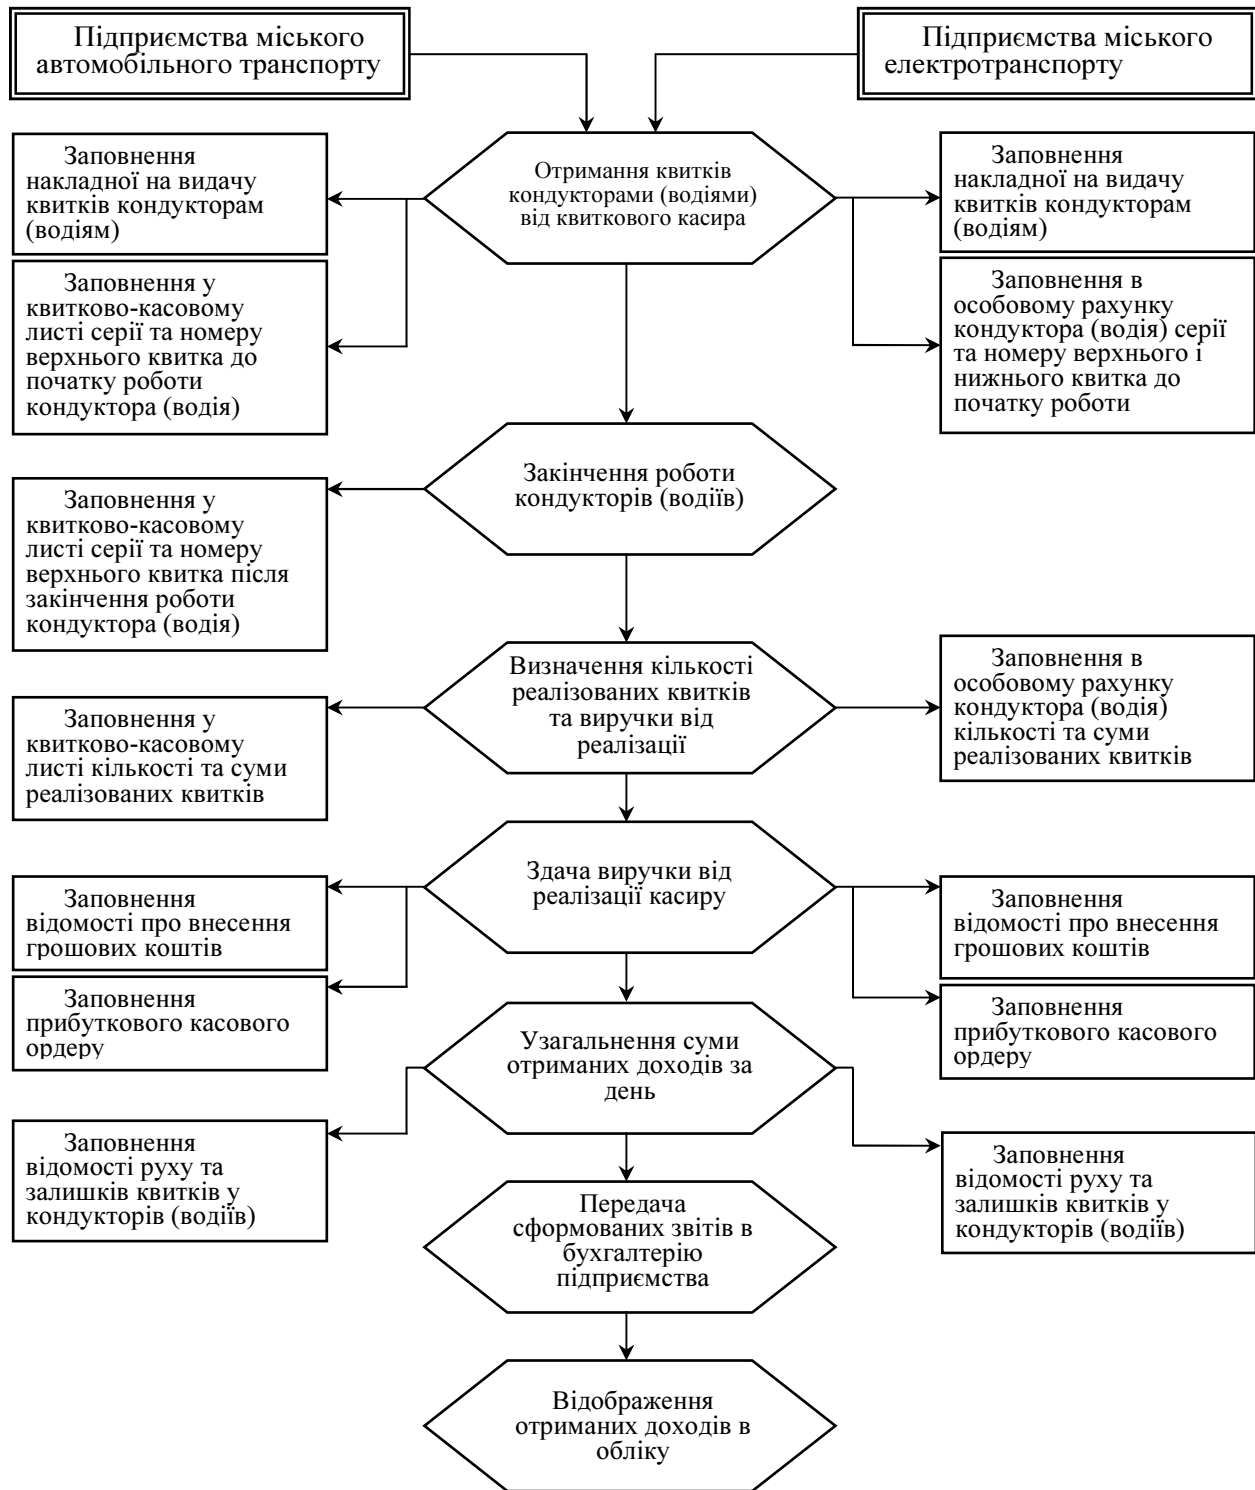 Підприємства міського
автомобільного транспорту
Підприємства міського
електротранспорту
Отримання квитків
кондукторами (водіями)
від квиткового касира
Заповнення
накладної на видачу
квитків кондукторам
(водіям)
Заповнення
накладної на видачу
квитків кондукторам
(водіям)
Заповнення у
квитково-касовому
листі серії та номеру
верхнього квитка до
початку роботи
кондуктора (водія)
Заповнення в
особовому рахунку
кондуктора (водія) серії
та номеру верхнього і
нижнього квитка до
початку роботи
Закінчення роботи
кондукторів (водіїв)
Заповнення у
квитково-касовому
листі серії та номеру
верхнього квитка після
закінчення роботи
кондуктора (водія)
Визначення кількості
реалізованих квитків
та виручки від
реалізації
Заповнення у
квитково-касовому
листі кількості та суми
реалізованих квитків
Заповнення в
особовому рахунку
кондуктора (водія)
кількості та суми
реалізованих квитків
Здача виручки від
реалізації касиру
Заповнення
відомості про внесення
грошових коштів
Заповнення
відомості про внесення
грошових коштів
Заповнення
прибуткового касового
ордеру
Заповнення
прибуткового касового
ордеру
Узагальнення суми
отриманих доходів за
день
Заповнення
відомості руху та
залишків квитків у
кондукторів (водіїв)
Заповнення
відомості руху та
залишків квитків у
кондукторів (водіїв)
Передача
сформованих звітів в
бухгалтерію
підприємства
Відображення
отриманих доходів в
обліку